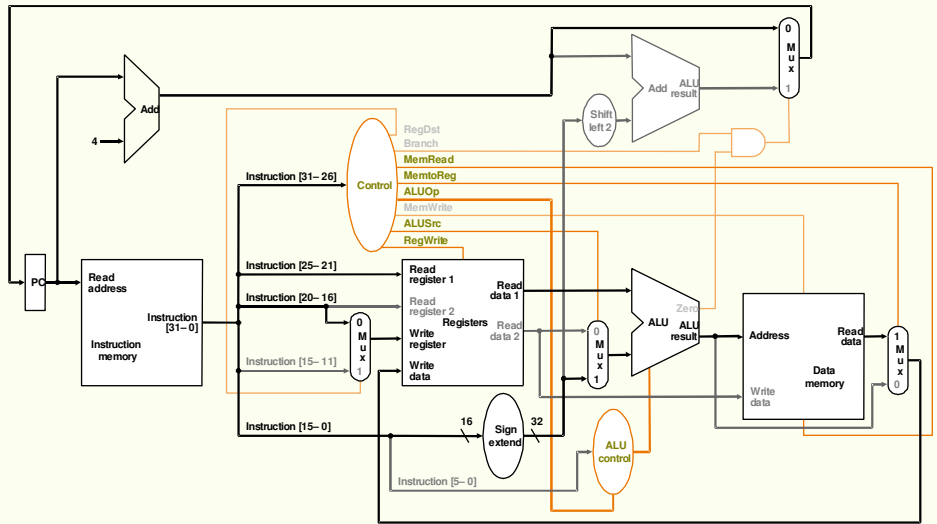 0
M
u
x
1
Add
4
Add
ALU
result
Shift
left 2
RegDst
Branch
MemRead
MemtoReg
ALUOp
MemWrite
ALUSrc
RegWrite
Control
Instruction [31–26]
Instruction [25–21]
Instruction [20–16]
Instruction [15–11]
Instruction [15–0]
Instruction [5–0]
PC
Read
address
Instruction
[31–0]
Instruction
memory
0
M
u
x
1
Read
register 1
Read
register 2
Write
register
Write
data
Registers
Read
data 1
Read
data 2
0
M
u
x
1
Zero
ALU
ALU
result
Address
Read
data
Data
memory
Write
data
1
M
u
x
0
16
Sign
extend
32
ALU
control